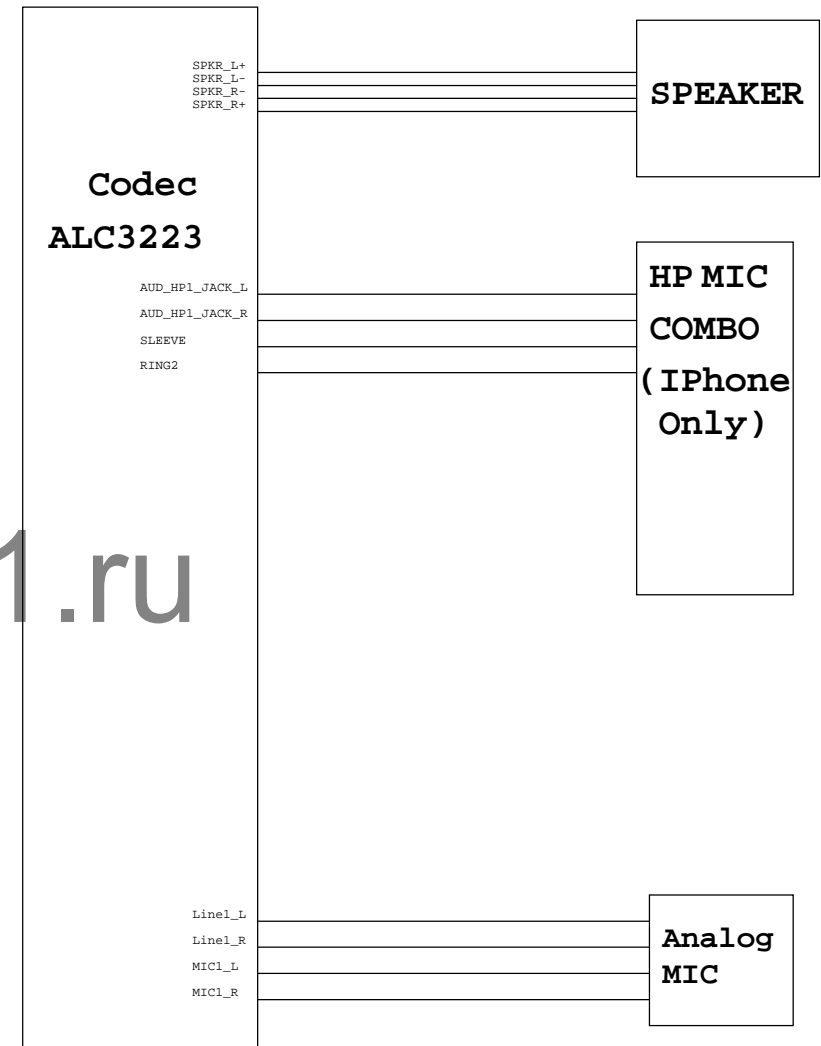 SPKR_L+
SPKR_L-
SPKR_R-
SPKR_R+
SPEAKER
Codec
ALC3223
AUD_HP1_JACK_L
AUD_HP1_JACK_R
SLEEVE
RING2
HP MIC
COMBO
(IPhone
Only)
1.ru
Line1_L
Line1_R
MIC1_L
MIC1_R
Analog
MIC